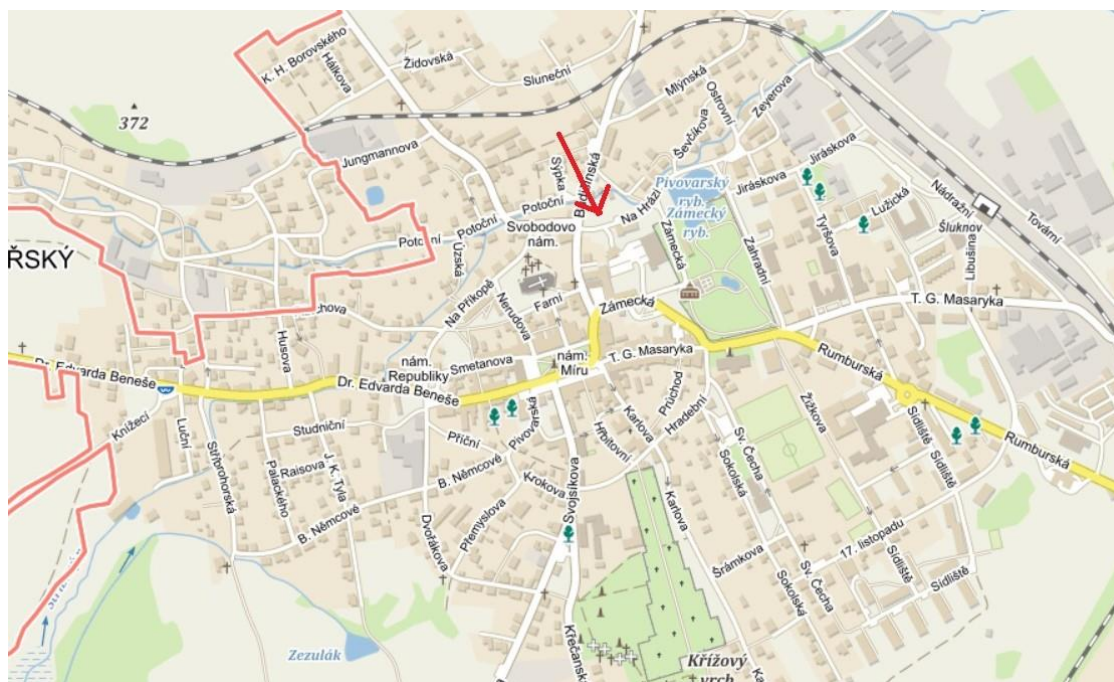 K. H. Borovského
Hálkova
Židovská
Sluneční
Mlýnská
Ostrovní
Zeyerova
372
Jungmannova
Sýpka
Ševčíkova
Jiráskova
Jiráskova
Potoční
Na Hrázi
Pivovarský
ryb.
Zámecký
ryb.
Lužická
Nádražní
Tovární
Potoční
Potoční
Svobodovo
nám.
Zámecká
Zahradní
Tyršova
Šluknov
Libušina
ŘSKÝ
Úzská
Na Příkopě
Nerudova
Farní
Zámecká
T. G. Masaryka
Husova
Smetanova
nám.
Republiky
nám.
Míru
T. G. Masaryka
Rumburská
Dr. Edvarda Beneše
Dr. Edvarda Beneše
Průchod
Hradební
Žižkova
Knížecí
Luční
Studniční
Příční
Pivovarská
Hřbitovní
Karlova
Sv. Čecha
Sídliště
Rumburská
Stříbrohorská
Raisova
Palackého
J. K. Tyla
B. Němcové
Krokova
Svojsíkova
Sokolská
Sídliště
B. Němcové
Dvořákova
Přemyslova
Karlova
17. listopadu
Šrámkova
Sokolská
Sv. Čecha
Sídliště
Sídliště
Zezulák
Křečanská
Křížový
vrch